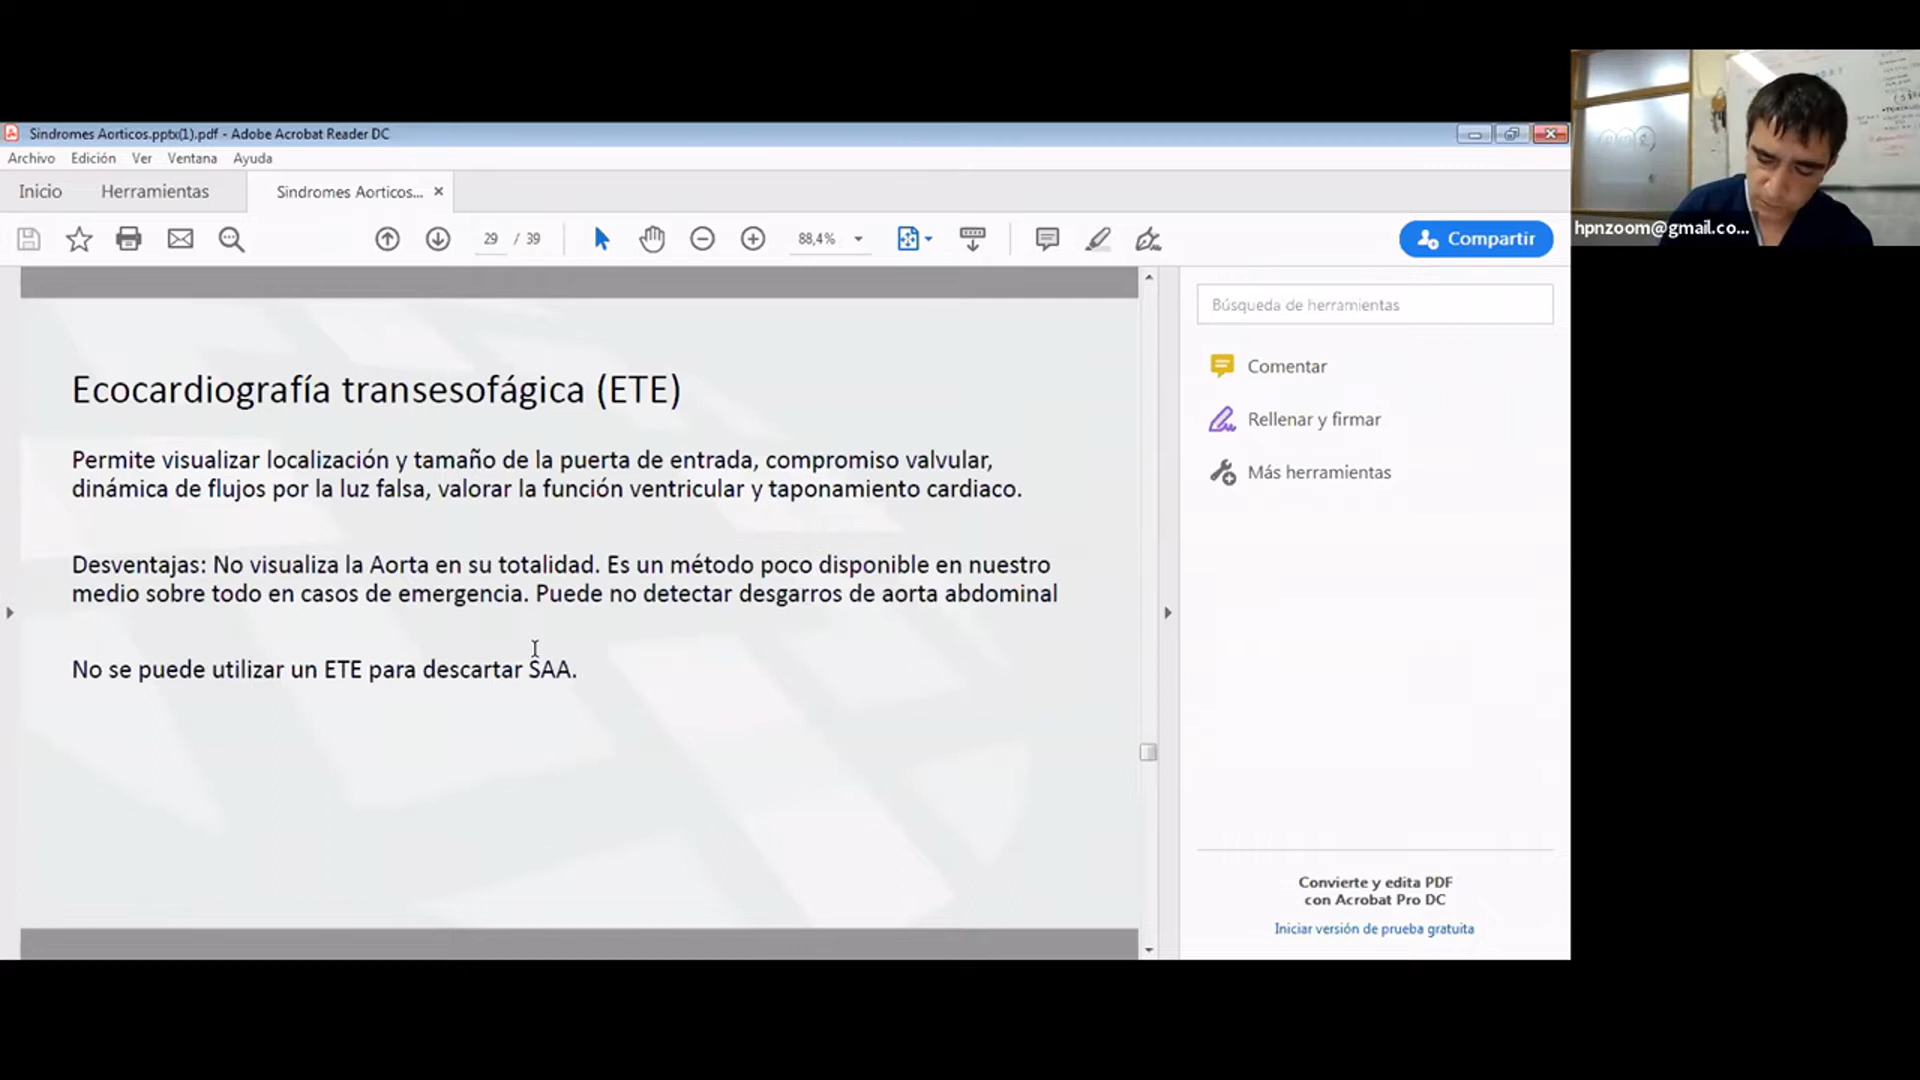 Sindromes Aorticos.pptx(1).pdf - Adobe Acrobat Reader DC
Archivo Edición Ver Ventana Ayuda
Inicio Herramientas Sindromes Aorticos... ×
29 / 39 88,4% Compartir
hpnzoom@gmail.co...
Búsqueda de herramientas
Comentar
Rellenar y firmar
Más herramientas
Ecocardiografía transesofágica (ETE)
Permite visualizar localización y tamaño de la puerta de entrada, compromiso valvular,
dinámica de flujos por la luz falsa, valorar la función ventricular y taponamiento cardiaco.
Desventajas: No visualiza la Aorta en su totalidad. Es un método poco disponible en nuestro
medio sobre todo en casos de emergencia. Puede no detectar desgarros de aorta abdominal
No se puede utilizar un ETE para descartar SAA.
Convierte y edita PDF
con Acrobat Pro DC
Iniciar versión de prueba gratuita